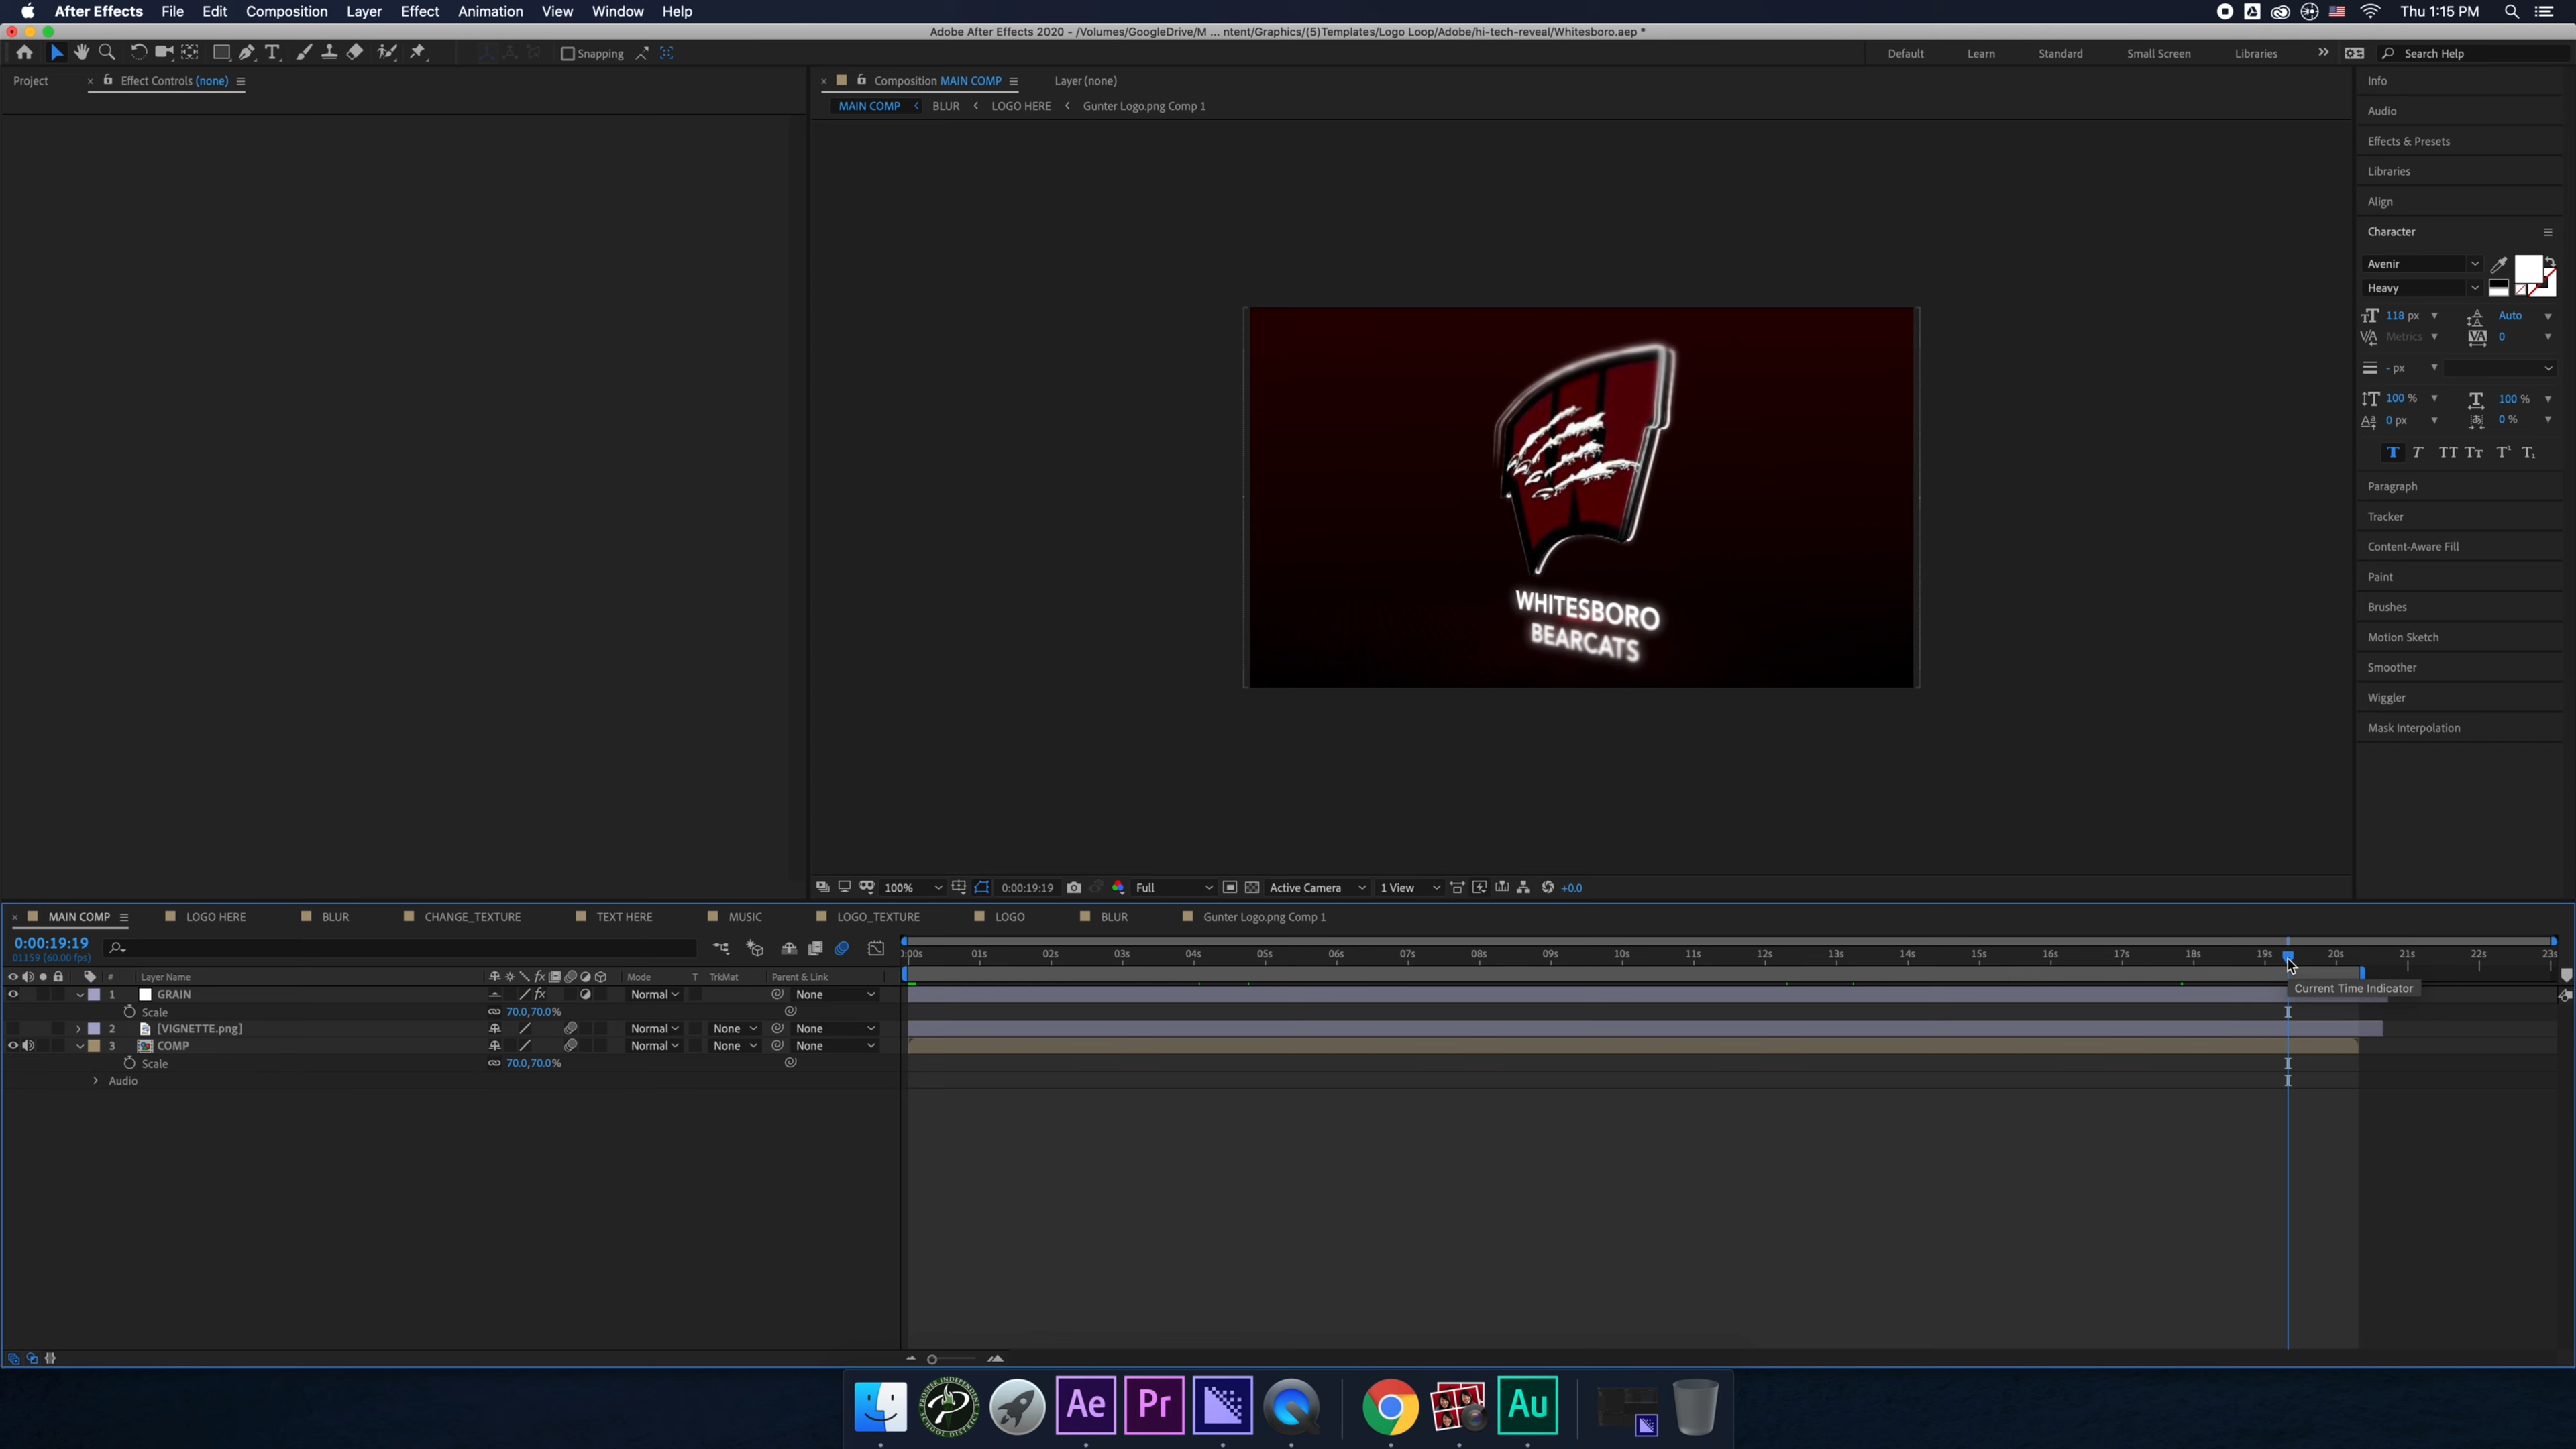 After Effects File Edit Composition Layer Effect Animation View Window Help Thu 1:15 PM
Adobe After Effects 2020 - /Volumes/GoogleDrive/M ... ntent/Graphics/(5)Templates/Logo Loop/Adobe/hi-tech-reveal/Whitesboro.aep *
Snapping Default Learn Standard Small Screen Libraries Search Help
Project Effect Controls (none) Composition MAIN COMP Layer (none)
MAIN COMP BLUR LOGO HERE Gunter Logo.png Comp 1
WHITESBORO
BEARCATS
Info
Audio
Effects & Presets
Libraries
Align
Character
Avenir
Heavy
118 px Auto
Metrics 0
- px
100 % 100 %
0 px 0 %
T T TT Tт T¹ T₁
Paragraph
Tracker
Content-Aware Fill
Paint
Brushes
Motion Sketch
Smoother
Wiggler
Mask Interpolation
100% 0:00:19:19 Full Active Camera 1 View +0.0
MAIN COMP LOGO HERE BLUR CHANGE_TEXTURE TEXT HERE MUSIC LOGO_TEXTURE LOGO BLUR Gunter Logo.png Comp 1
0:00:19:19
01159 (60.00 fps)
):00s 01s 02s 03s 04s 05s 06s 07s 08s 09s 10s 11s 12s 13s 14s 15s 16s 17s 18s 19s 20s 21s 22s 23s
# Layer Name Mode T TrkMat Parent & Link
1 GRAIN Normal None
Current Time Indicator
Scale 70.0,70.0%
2 [VIGNETTE.png] Normal None None
3 COMP Normal None None
Scale 70.0,70.0%
Audio
PROSPER INDEPENDENT SCHOOL DISTRICT
Ae Pr Au